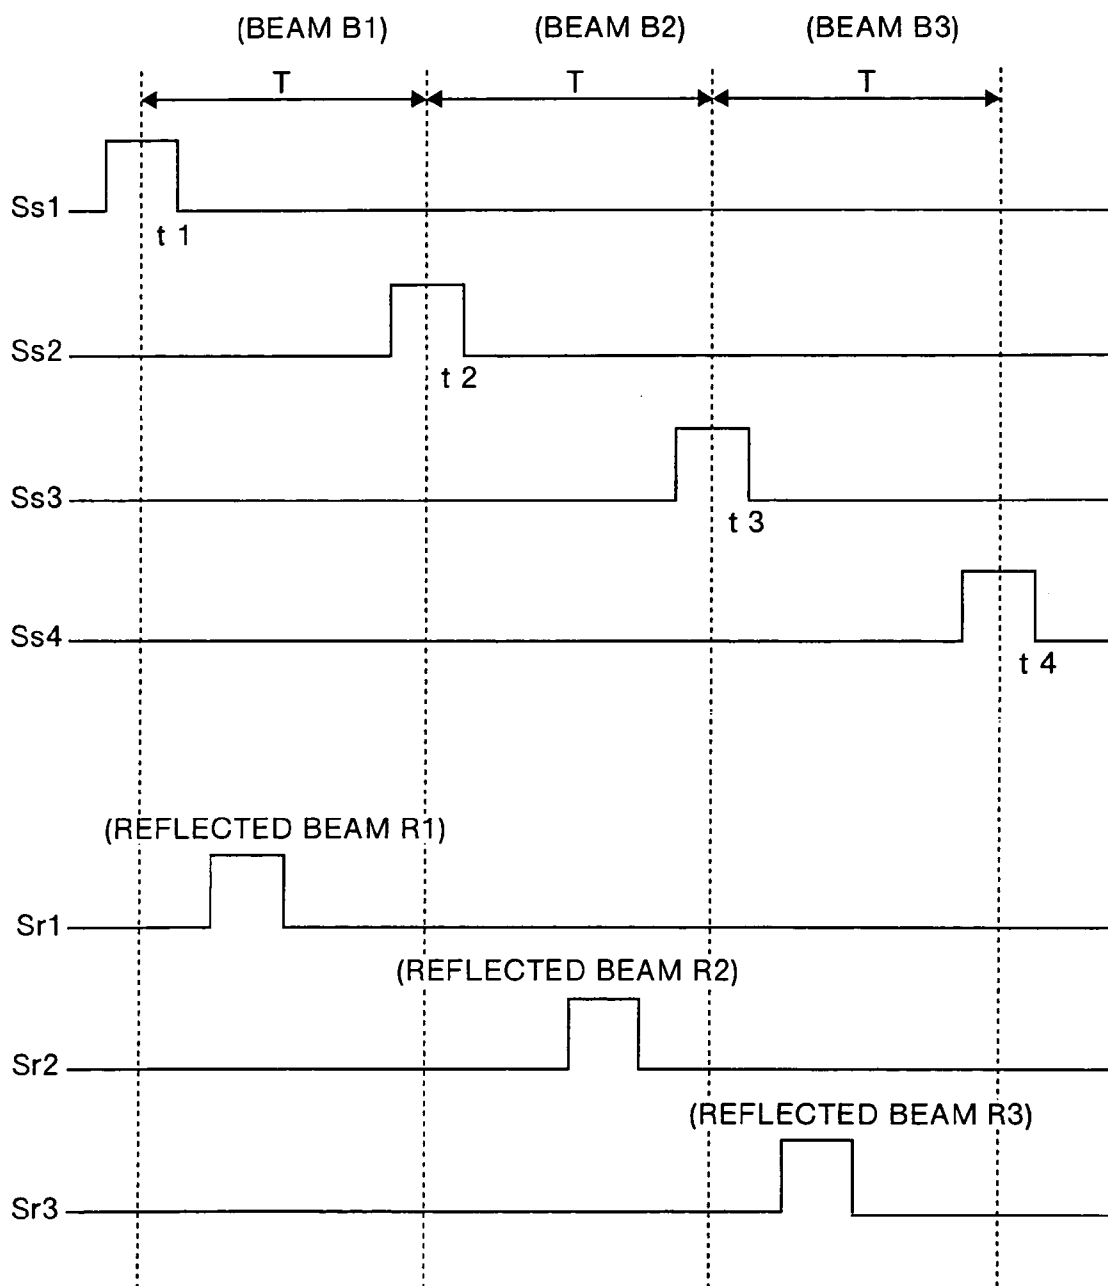 (BEAM B1) (BEAM B2) (BEAM B3)
T T T
Ss1
t 1
Ss2
t 2
Ss3
t 3
Ss4
t 4
(REFLECTED BEAM R1)
Sr1
(REFLECTED BEAM R2)
Sr2
(REFLECTED BEAM R3)
Sr3